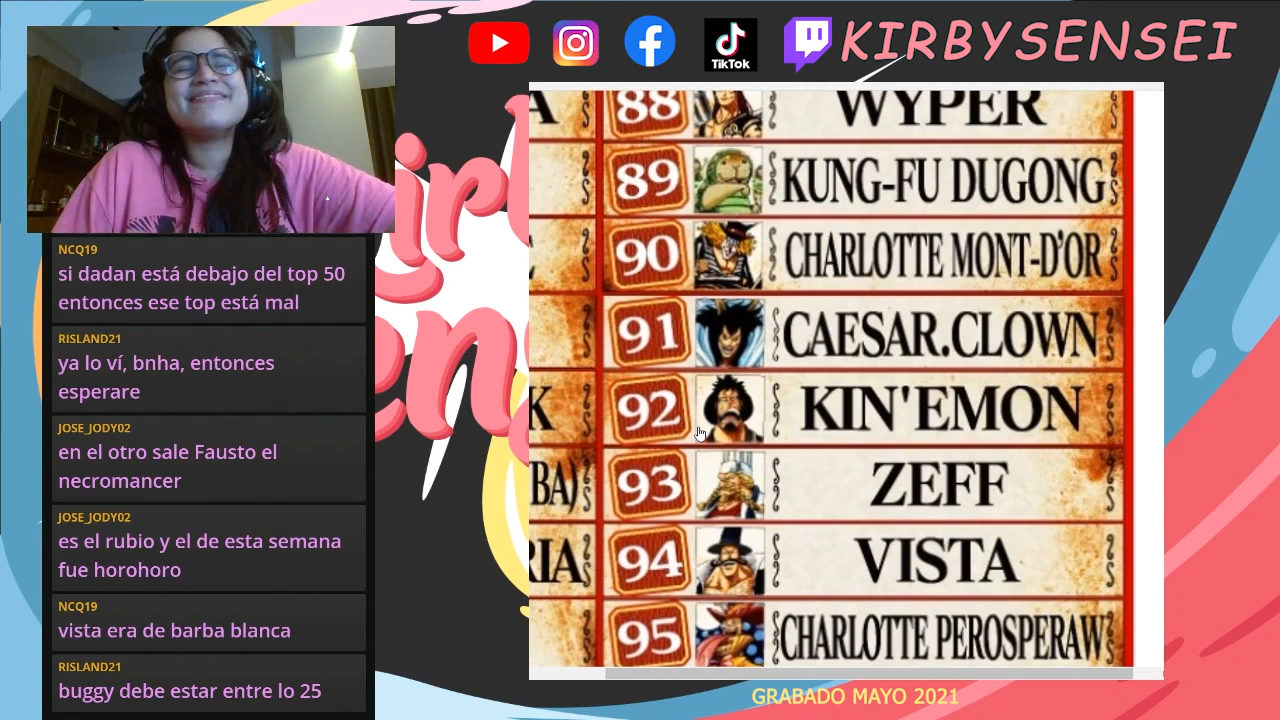 TikTok
KIRBYSENSEI
NCQ19
si dadan está debajo del top 50
entonces ese top está mal
RISLAND21
ya lo ví, bnha, entonces
esperare
JOSE_JODY02
en el otro sale Fausto el
necromancer
JOSE_JODY02
es el rubio y el de esta semana
fue horohoro
NCQ19
vista era de barba blanca
RISLAND21
buggy debe estar entre lo 25
A
88 WYPER
89 KUNG-FU DUGONG
90 CHARLOTTE MONT-D'OR
91 CAESAR.CLOWN
K
92 KIN'EMON
BA)
93 ZEFF
RIA
94 VISTA
95 CHARLOTTE PEROSPERAW
GRABADO MAYO 2021